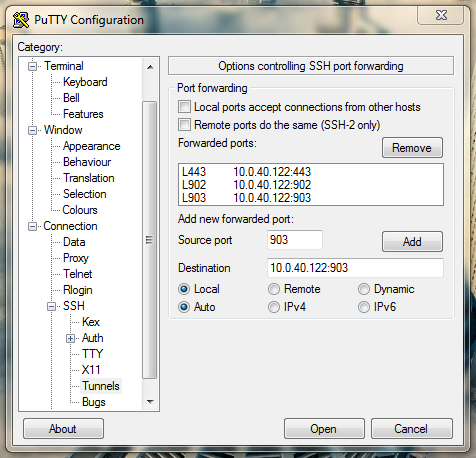 PuTTY Configuration
Category:
Terminal
Keyboard
Bell
Features
Window
Appearance
Behaviour
Translation
Selection
Colours
Connection
Data
Proxy
Telnet
Rlogin
SSH
Kex
Auth
TTY
X11
Tunnels
Bugs
Options controlling SSH port forwarding
Port forwarding
Local ports accept connections from other hosts
Remote ports do the same (SSH-2 only)
Forwarded ports:
Remove
L443 10.0.40.122:443
L902 10.0.40.122:902
L903 10.0.40.122:903
Add new forwarded port:
Source port 903 Add
Destination 10.0.40.122:903
Local Remote Dynamic
Auto IPv4 IPv6
About Open Cancel